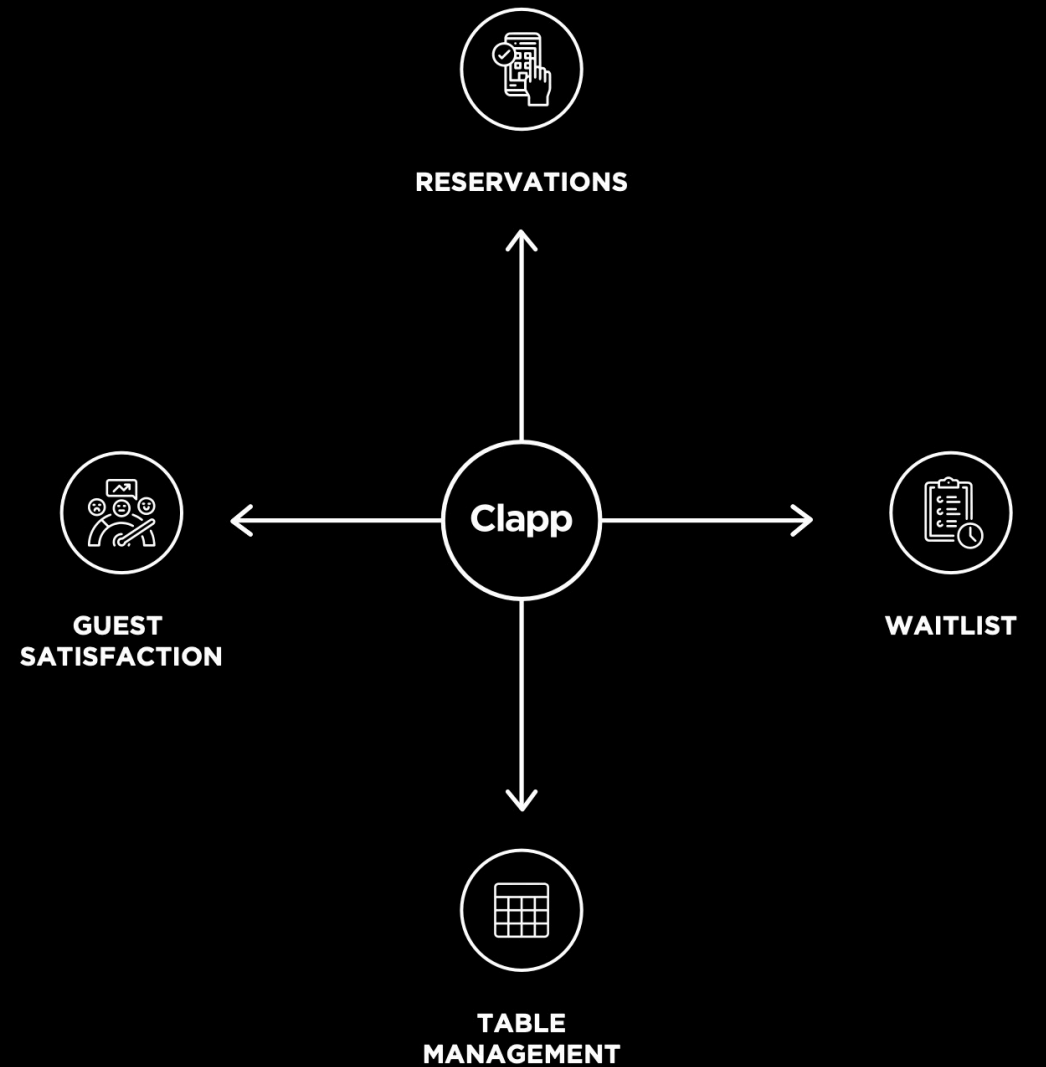 RESERVATIONS
Clapp
GUEST
SATISFACTION
WAITLIST
TABLE
MANAGEMENT